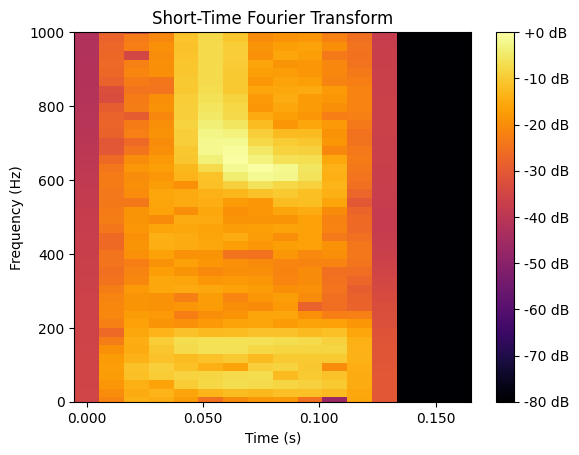 Short-Time Fourier Transform
1000
800
600
400
200
0
Frequency (Hz)
0.000
0.050
0.100
0.150
Time (s)
+0 dB
-10 dB
-20 dB
-30 dB
-40 dB
-50 dB
-60 dB
-70 dB
-80 dB